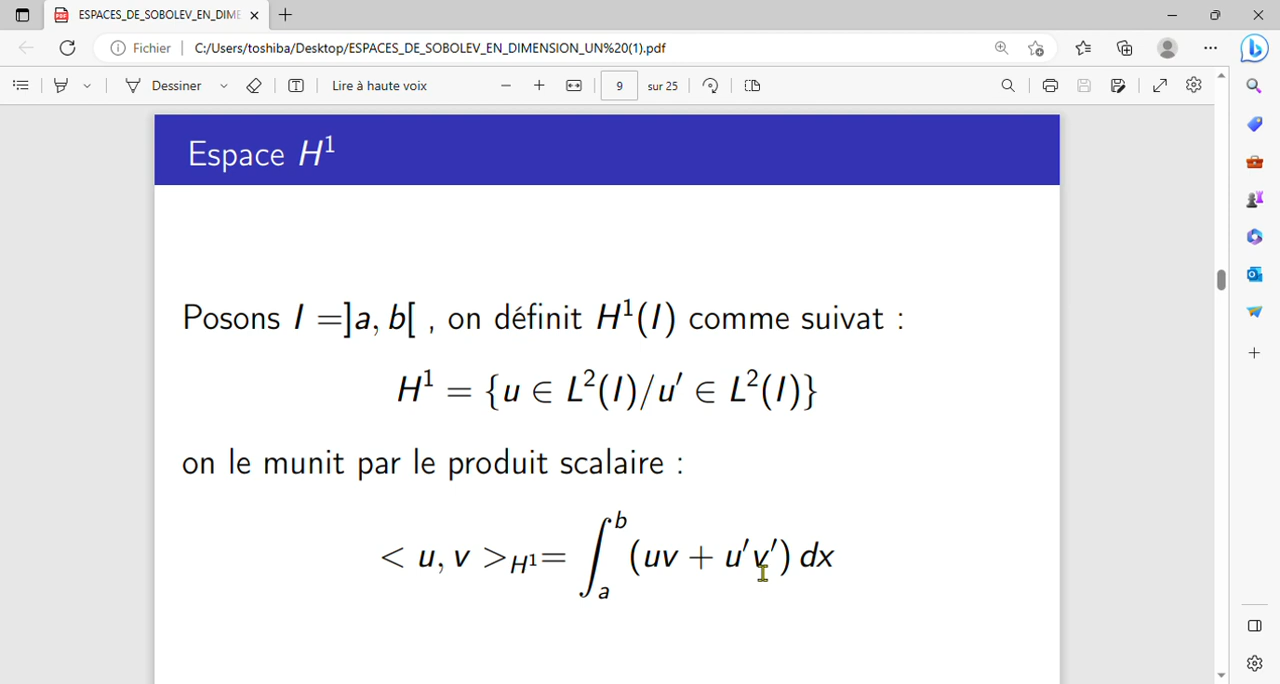 ESPACES_DE_SOBOLEV_EN_DIME
Fichier C:/Users/toshiba/Desktop/ESPACES_DE_SOBOLEV_EN_DIMENSION_UN%20(1).pdf
Dessiner Lire à haute voix 9 sur 25
Espace H¹
Posons I =]a, b[ , on définit H¹(I) comme suivat :
H¹ = {u ∈ L²(I)/u′ ∈ L²(I)}
on le munit par le produit scalaire :
< u, v >_{H¹}= ∫_a^b (uv + u′v′) dx